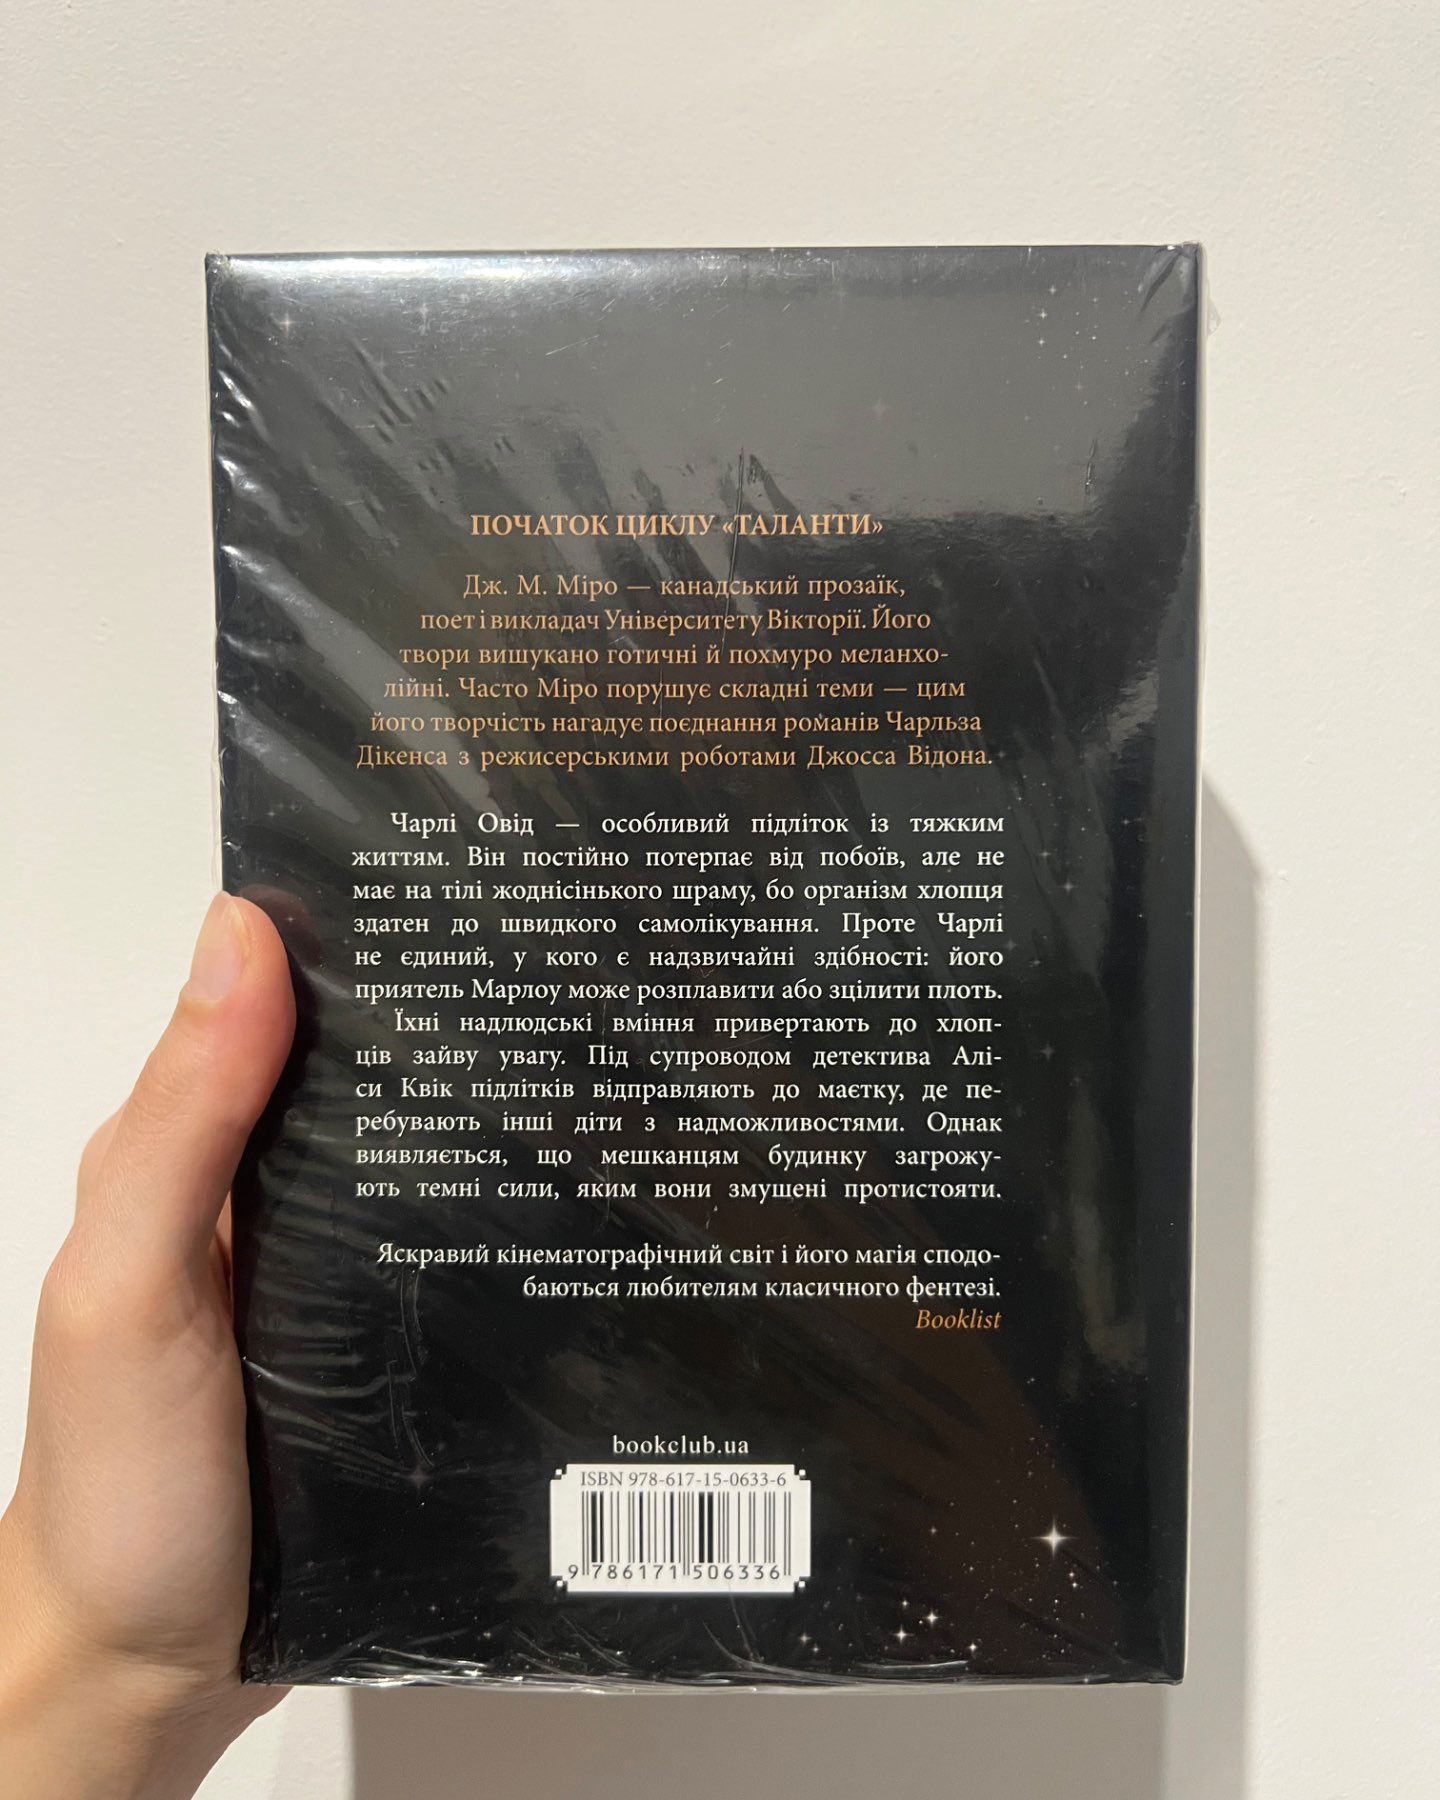 ПОЧАТОК ЦИКЛУ «ТАЛАНТИ»
Дж. М. Міро — канадський прозаїк,
поет і викладач Університету Вікторії. Його
твори вишукано готичні й похмуро меланхо-
лійні. Часто Міро порушує складні теми — цим
його творчість нагадує поєднання романів Чарльза
Дікенса з режисерськими роботами Джосса Відона.
Чарлі Овід — особливий підліток із тяжким
життям. Він постійно потерпає від побоїв, але не
має на тілі жоднісінького шраму, бо організм хлопця
здатен до швидкого самолікування. Проте Чарлі
не єдиний, у кого є надзвичайні здібності: його
приятель Марлоу може розплавити або зцілити плоть.
Їхні надлюдські вміння привертають до хлоп-
ців зайву увагу. Під супроводом детектива Алі-
си Квік підлітків відправляють до маєтку, де пе-
ребувають інші діти з надможливостями. Однак
виявляється, що мешканцям будинку загрожу-
ють темні сили, яким вони змушені протистояти.
Яскравий кінематографічний світ і його магія сподо-
баються любителям класичного фентезі.
Booklist
bookclub.ua
ISBN 978-617-15-0633-6
9 786171 506336